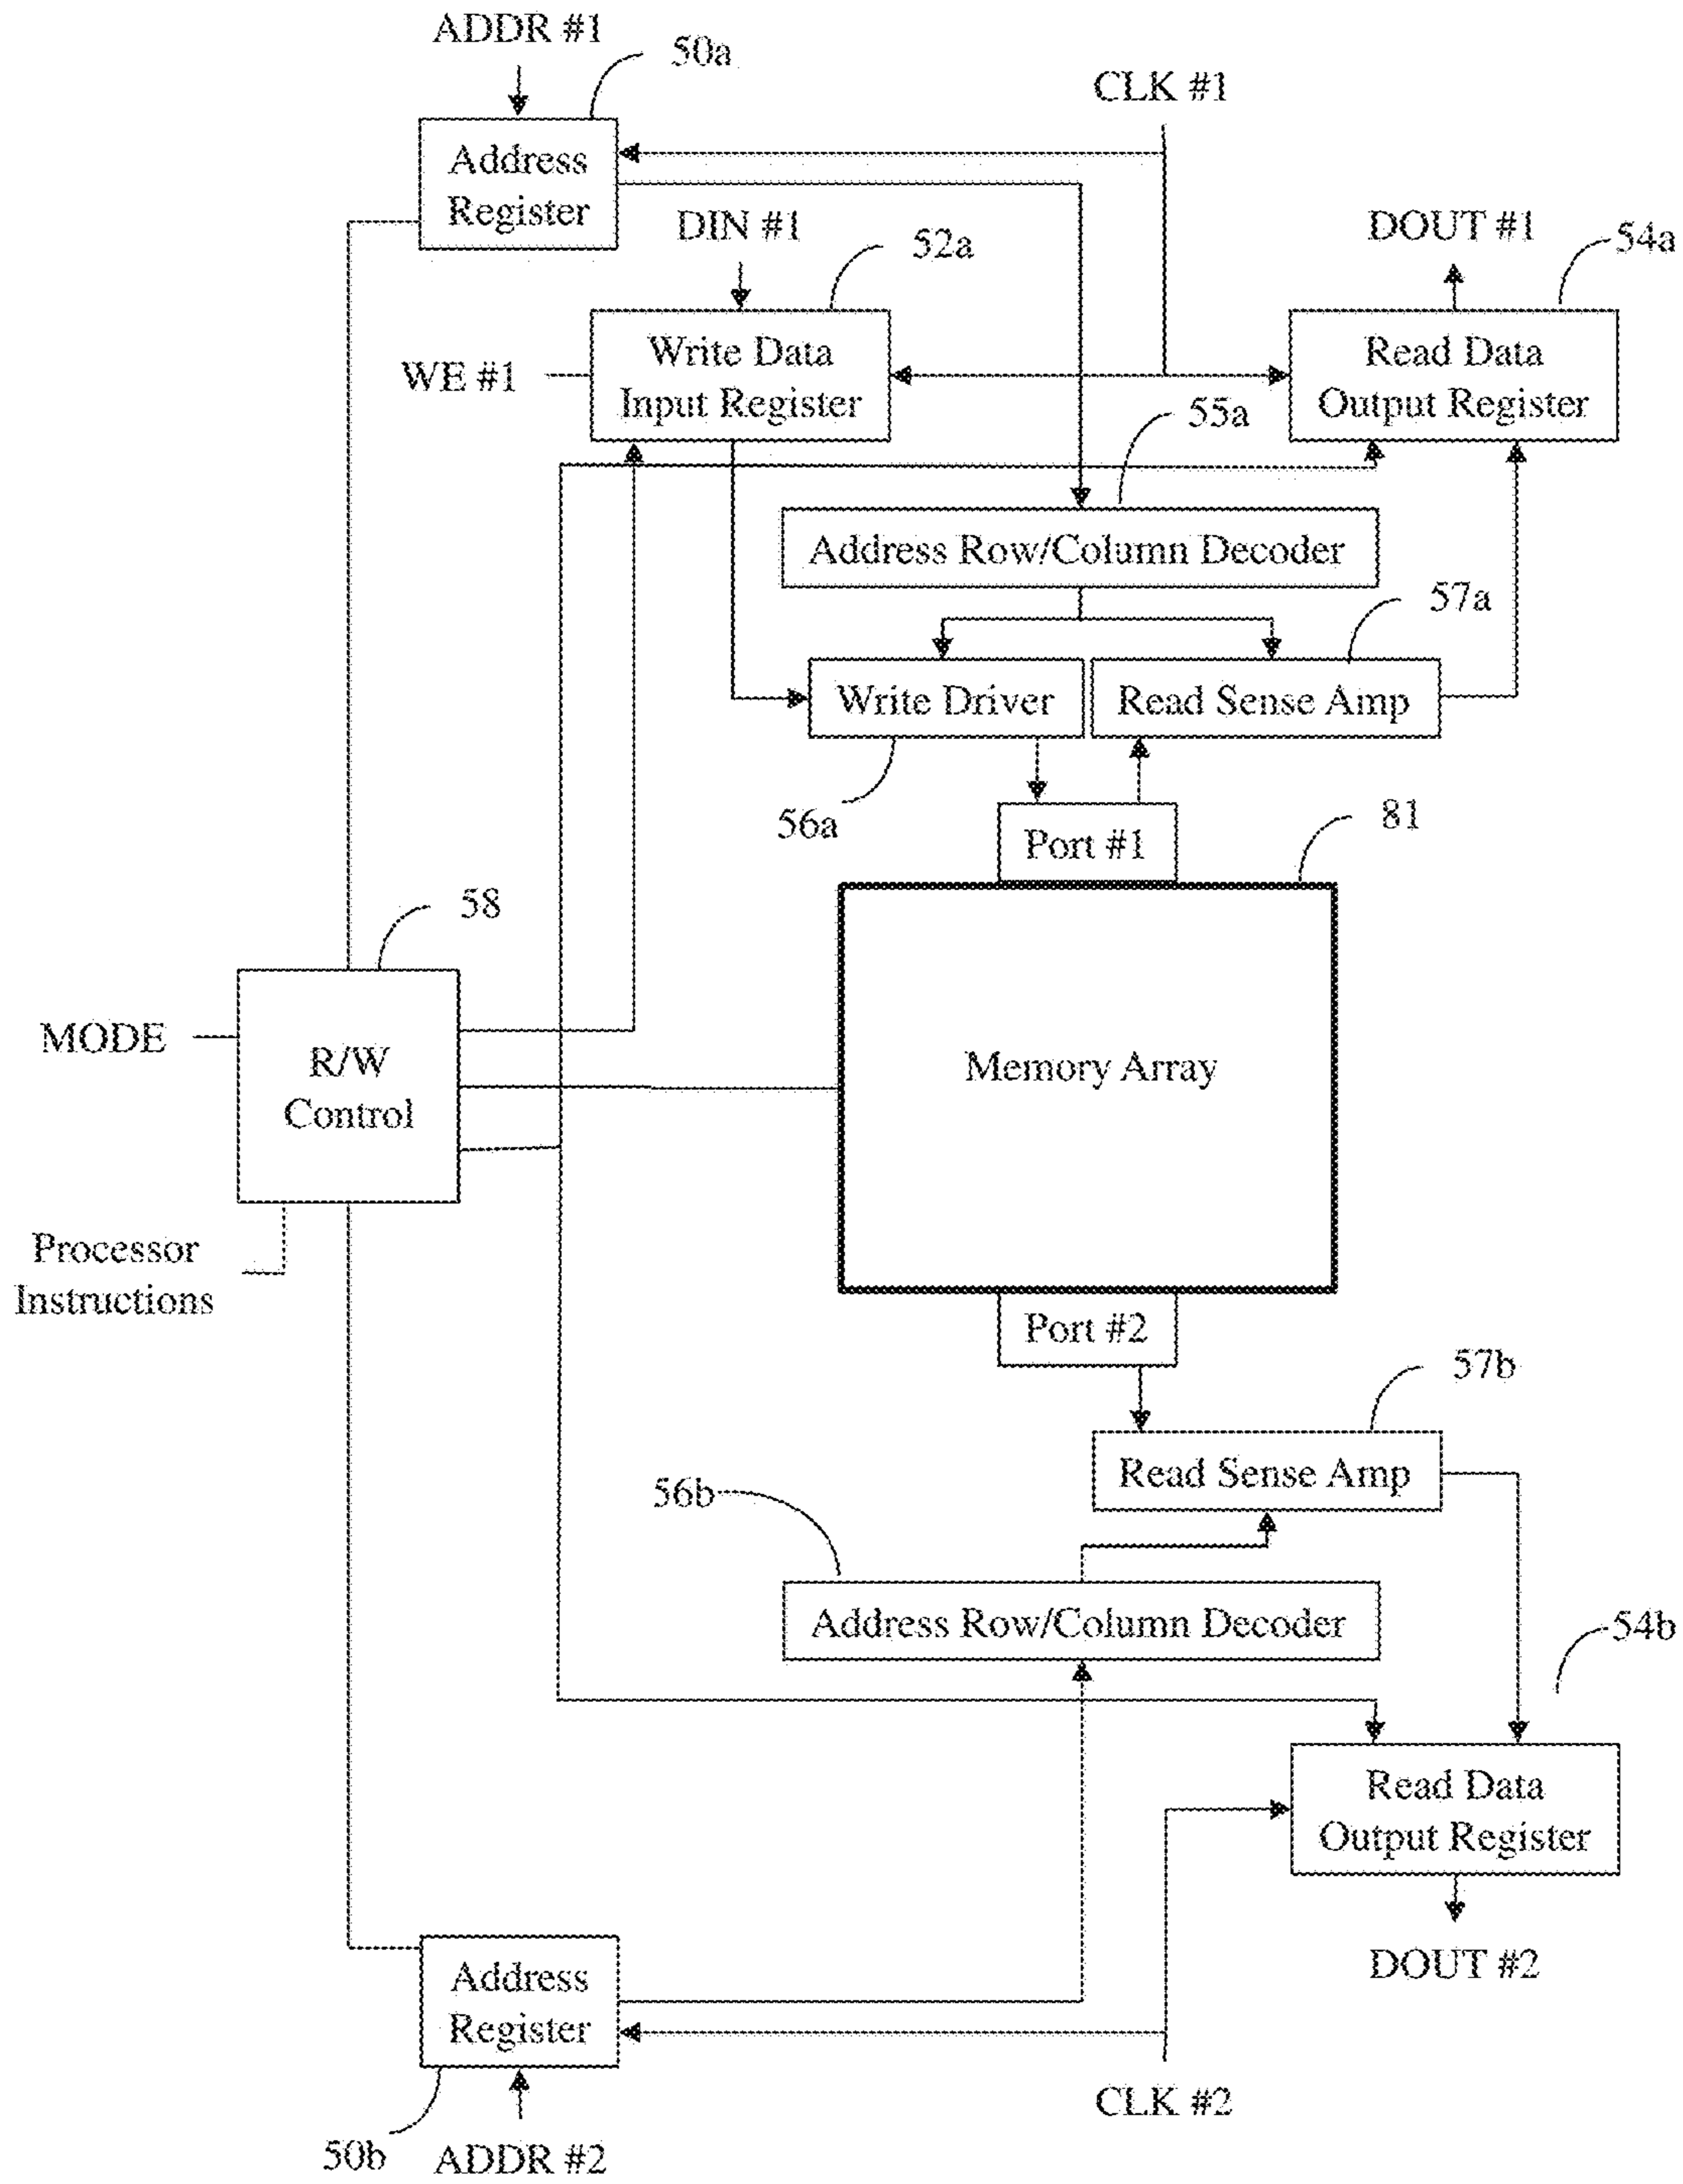 ADDR #1
50a
CLK #1
Address
Register
DIN #1
52a
DOUT #1
54a
WE #1
Write Data
Input Register
Read Data
Output Register
55a
Address Row/Column Decoder
57a
Write Driver
Read Sense Amp
56a
Port #1
81
58
MODE
R/W
Control
Memory Array
Processor
Instructions
Port #2
57b
Read Sense Amp
56b
Address Row/Column Decoder
54b
Read Data
Output Register
DOUT #2
Address
Register
CLK #2
50b
ADDR #2